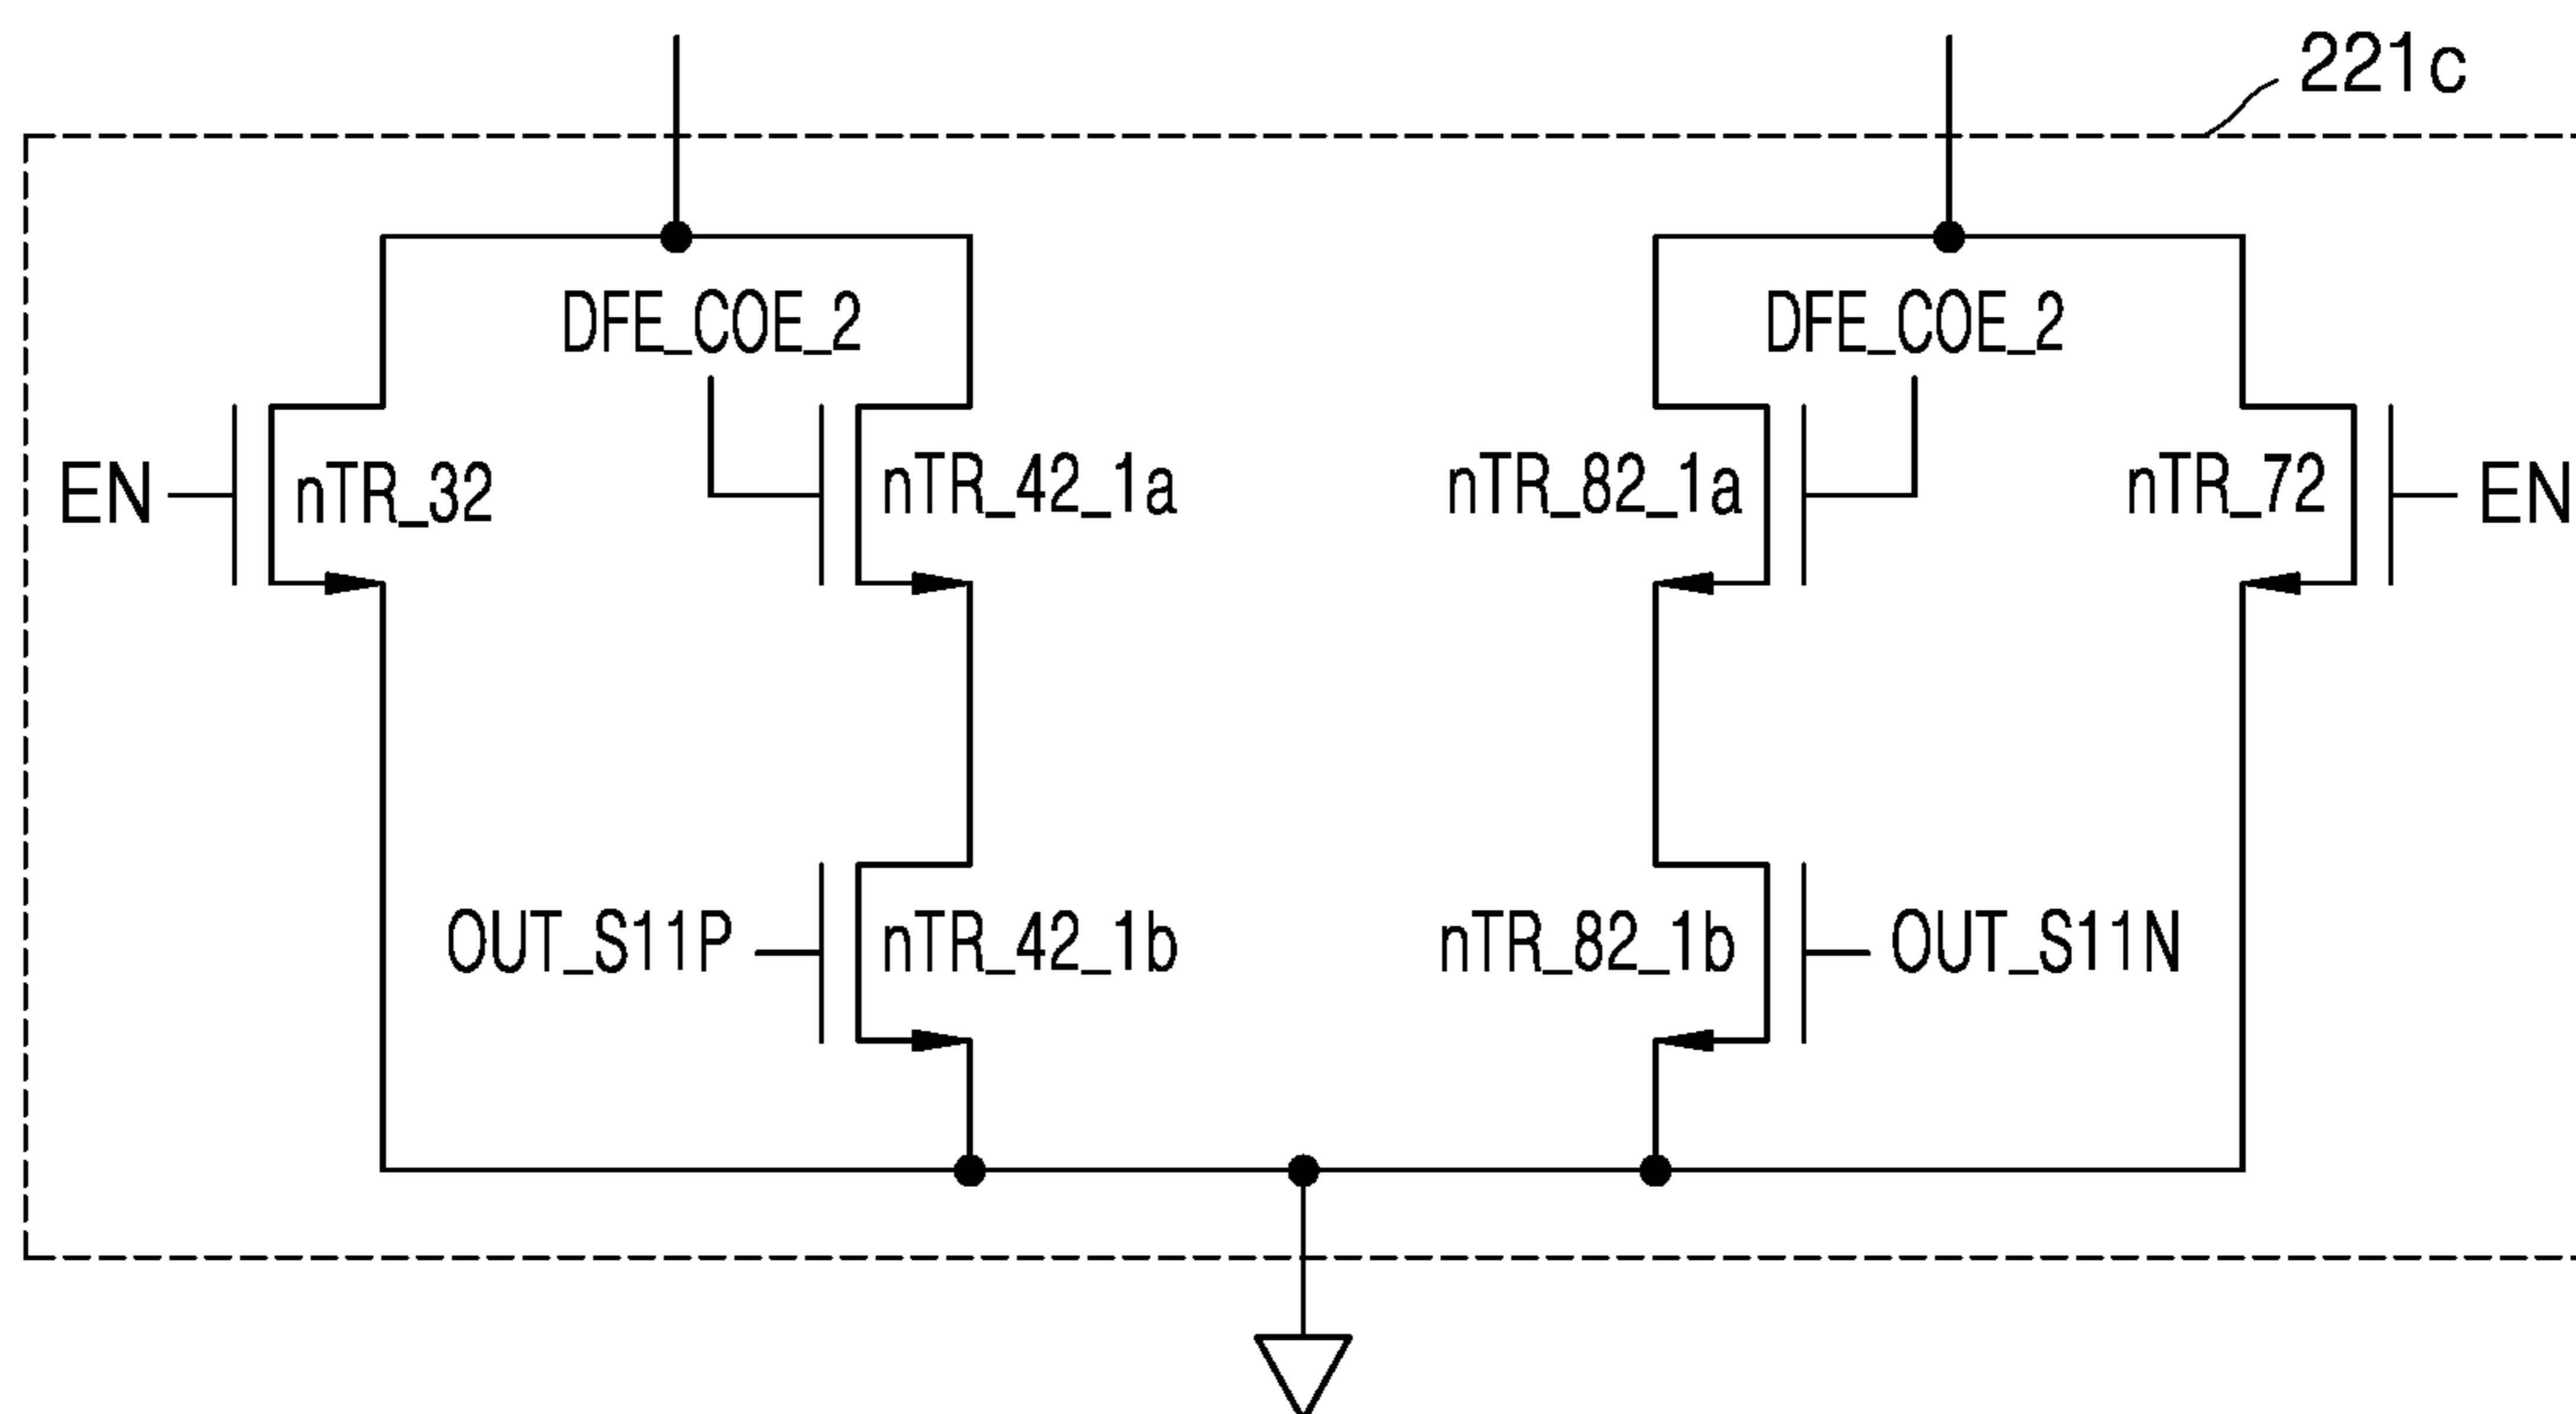 221c
DFE_COE_2
DFE_COE_2
EN
nTR_32
nTR_42_1a
nTR_82_1a
nTR_72
EN
OUT_S11P
nTR_42_1b
nTR_82_1b
OUT_S11N